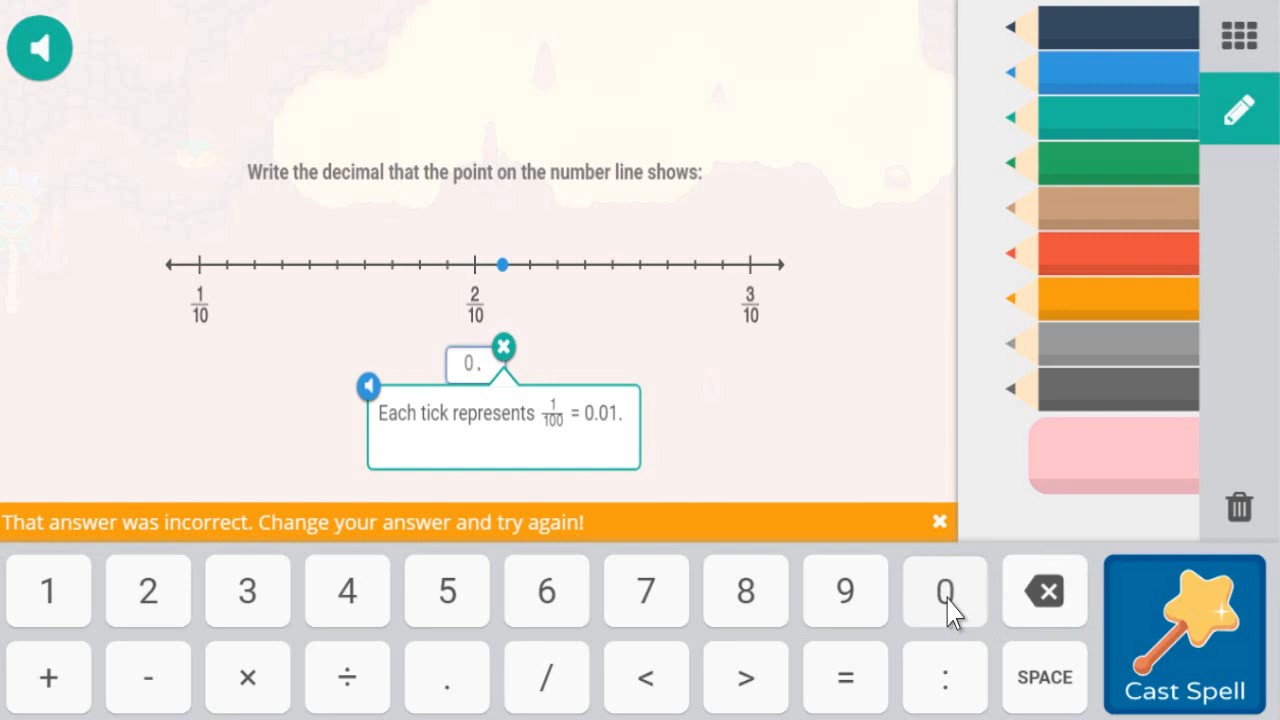 Write the decimal that the point on the number line shows:
1/10 2/10 3/10
0.
Each tick represents 1/100 = 0.01.
That answer was incorrect. Change your answer and try again!
1 2 3 4 5 6 7 8 9 0
+ - × ÷ . / < > = : SPACE
Cast Spell